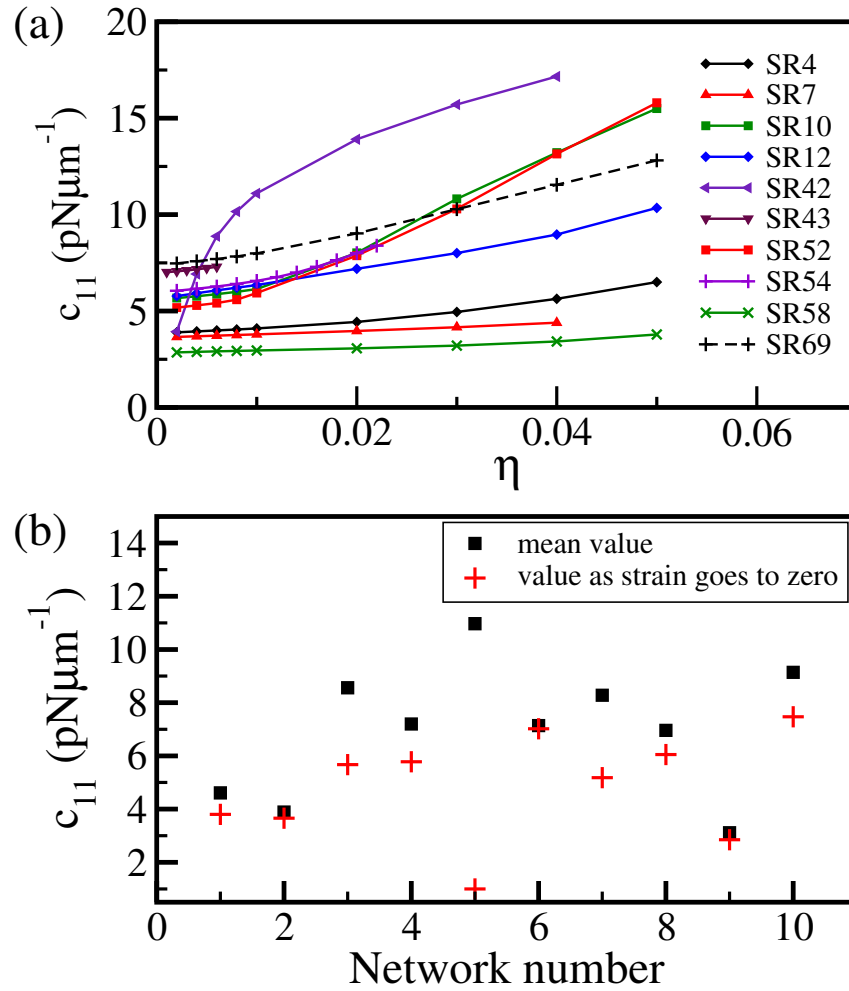 (a)
20
15
10
5
0
c₁₁ (pNμm⁻¹)
0
0.02
0.04
0.06
η
SR4
SR7
SR10
SR12
SR42
SR43
SR52
SR54
SR58
SR69
(b)
14
12
10
8
6
4
2
c₁₁ (pNμm⁻¹)
mean value
value as strain goes to zero
0
2
4
6
8
10
Network number